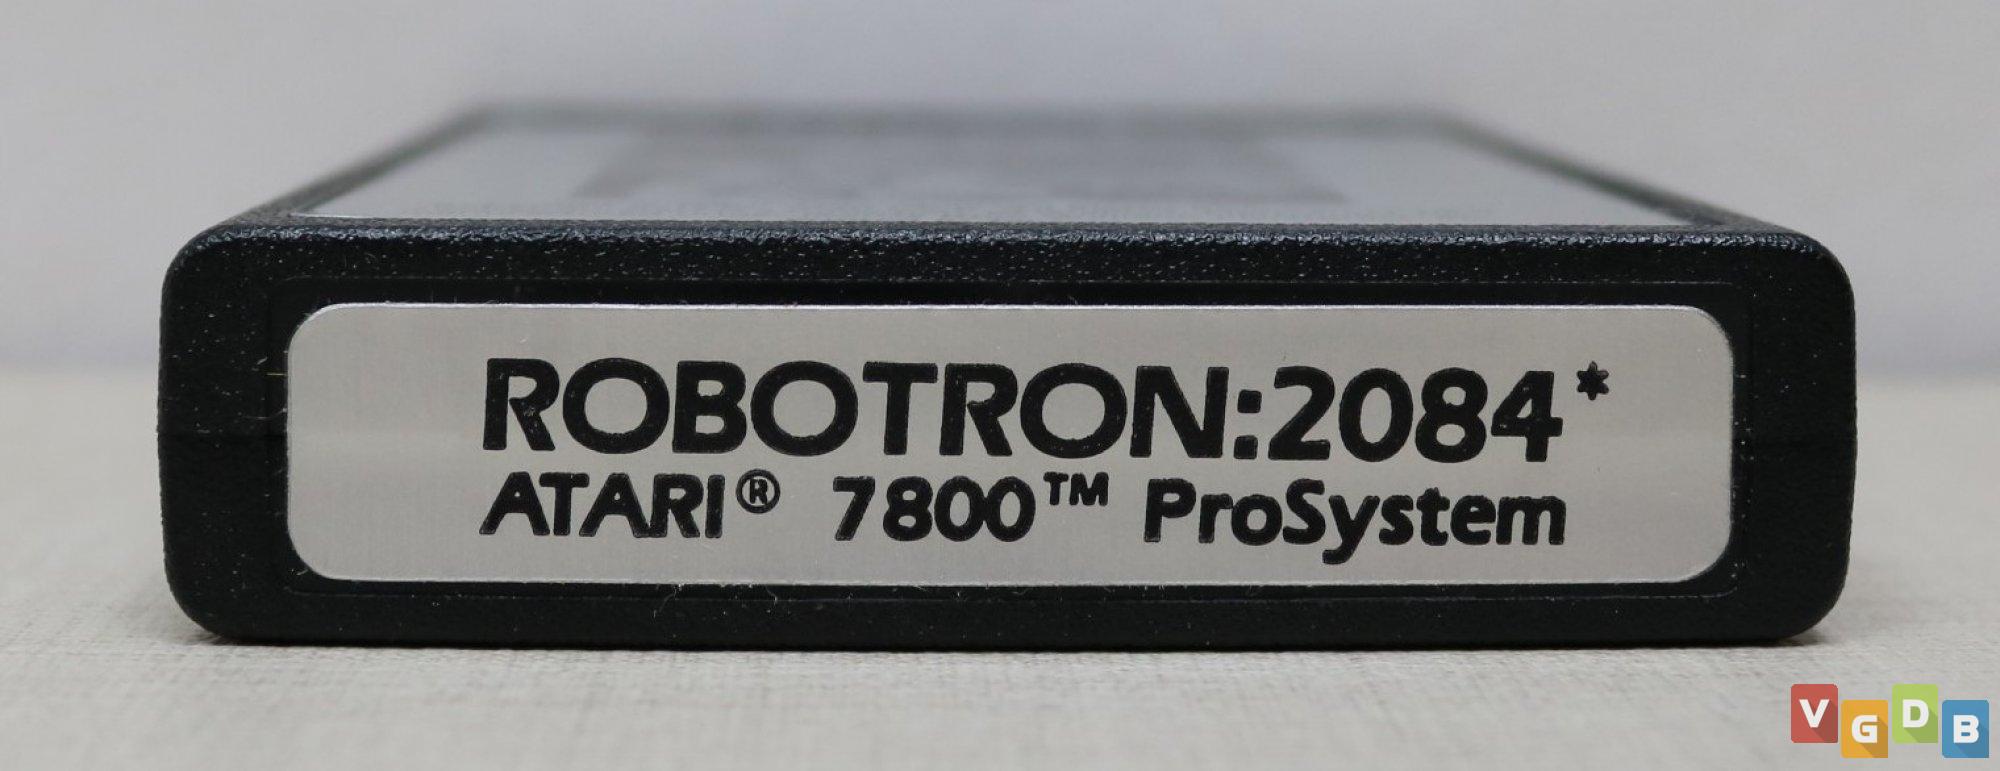 ROBOTRON:2084*
ATARI® 7800™ ProSystem
VGDB